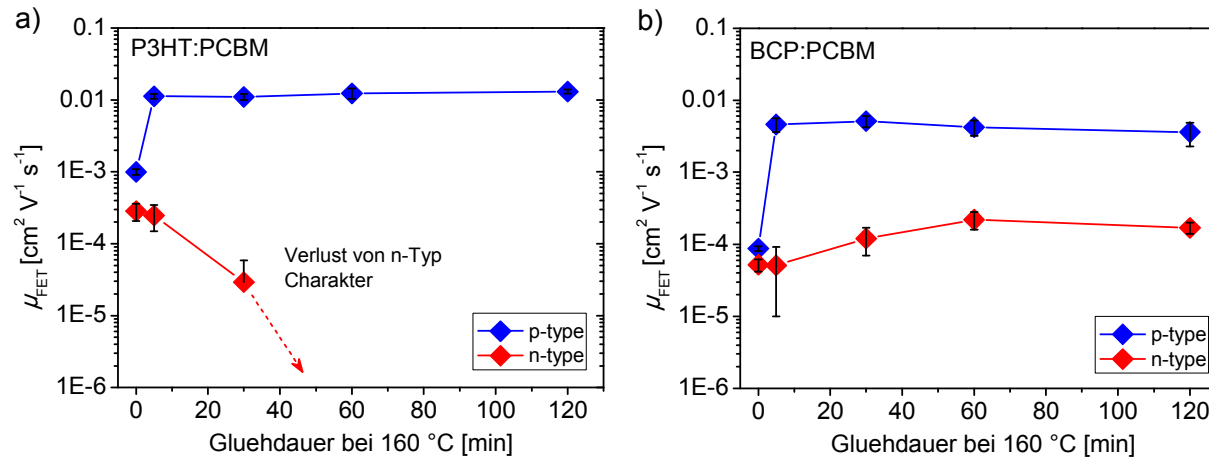 a)
P3HT:PCBM
0.1
0.01
1E-3
1E-4
1E-5
1E-6
μFET [cm² V⁻¹ s⁻¹]
Verlust von n-Typ
Charakter
p-type
n-type
0 20 40 60 80 100 120
Gluehdauer bei 160 °C [min]
b)
BCP:PCBM
0.1
0.01
1E-3
1E-4
1E-5
1E-6
μFET [cm² V⁻¹ s⁻¹]
p-type
n-type
0 20 40 60 80 100 120
Gluehdauer bei 160 °C [min]